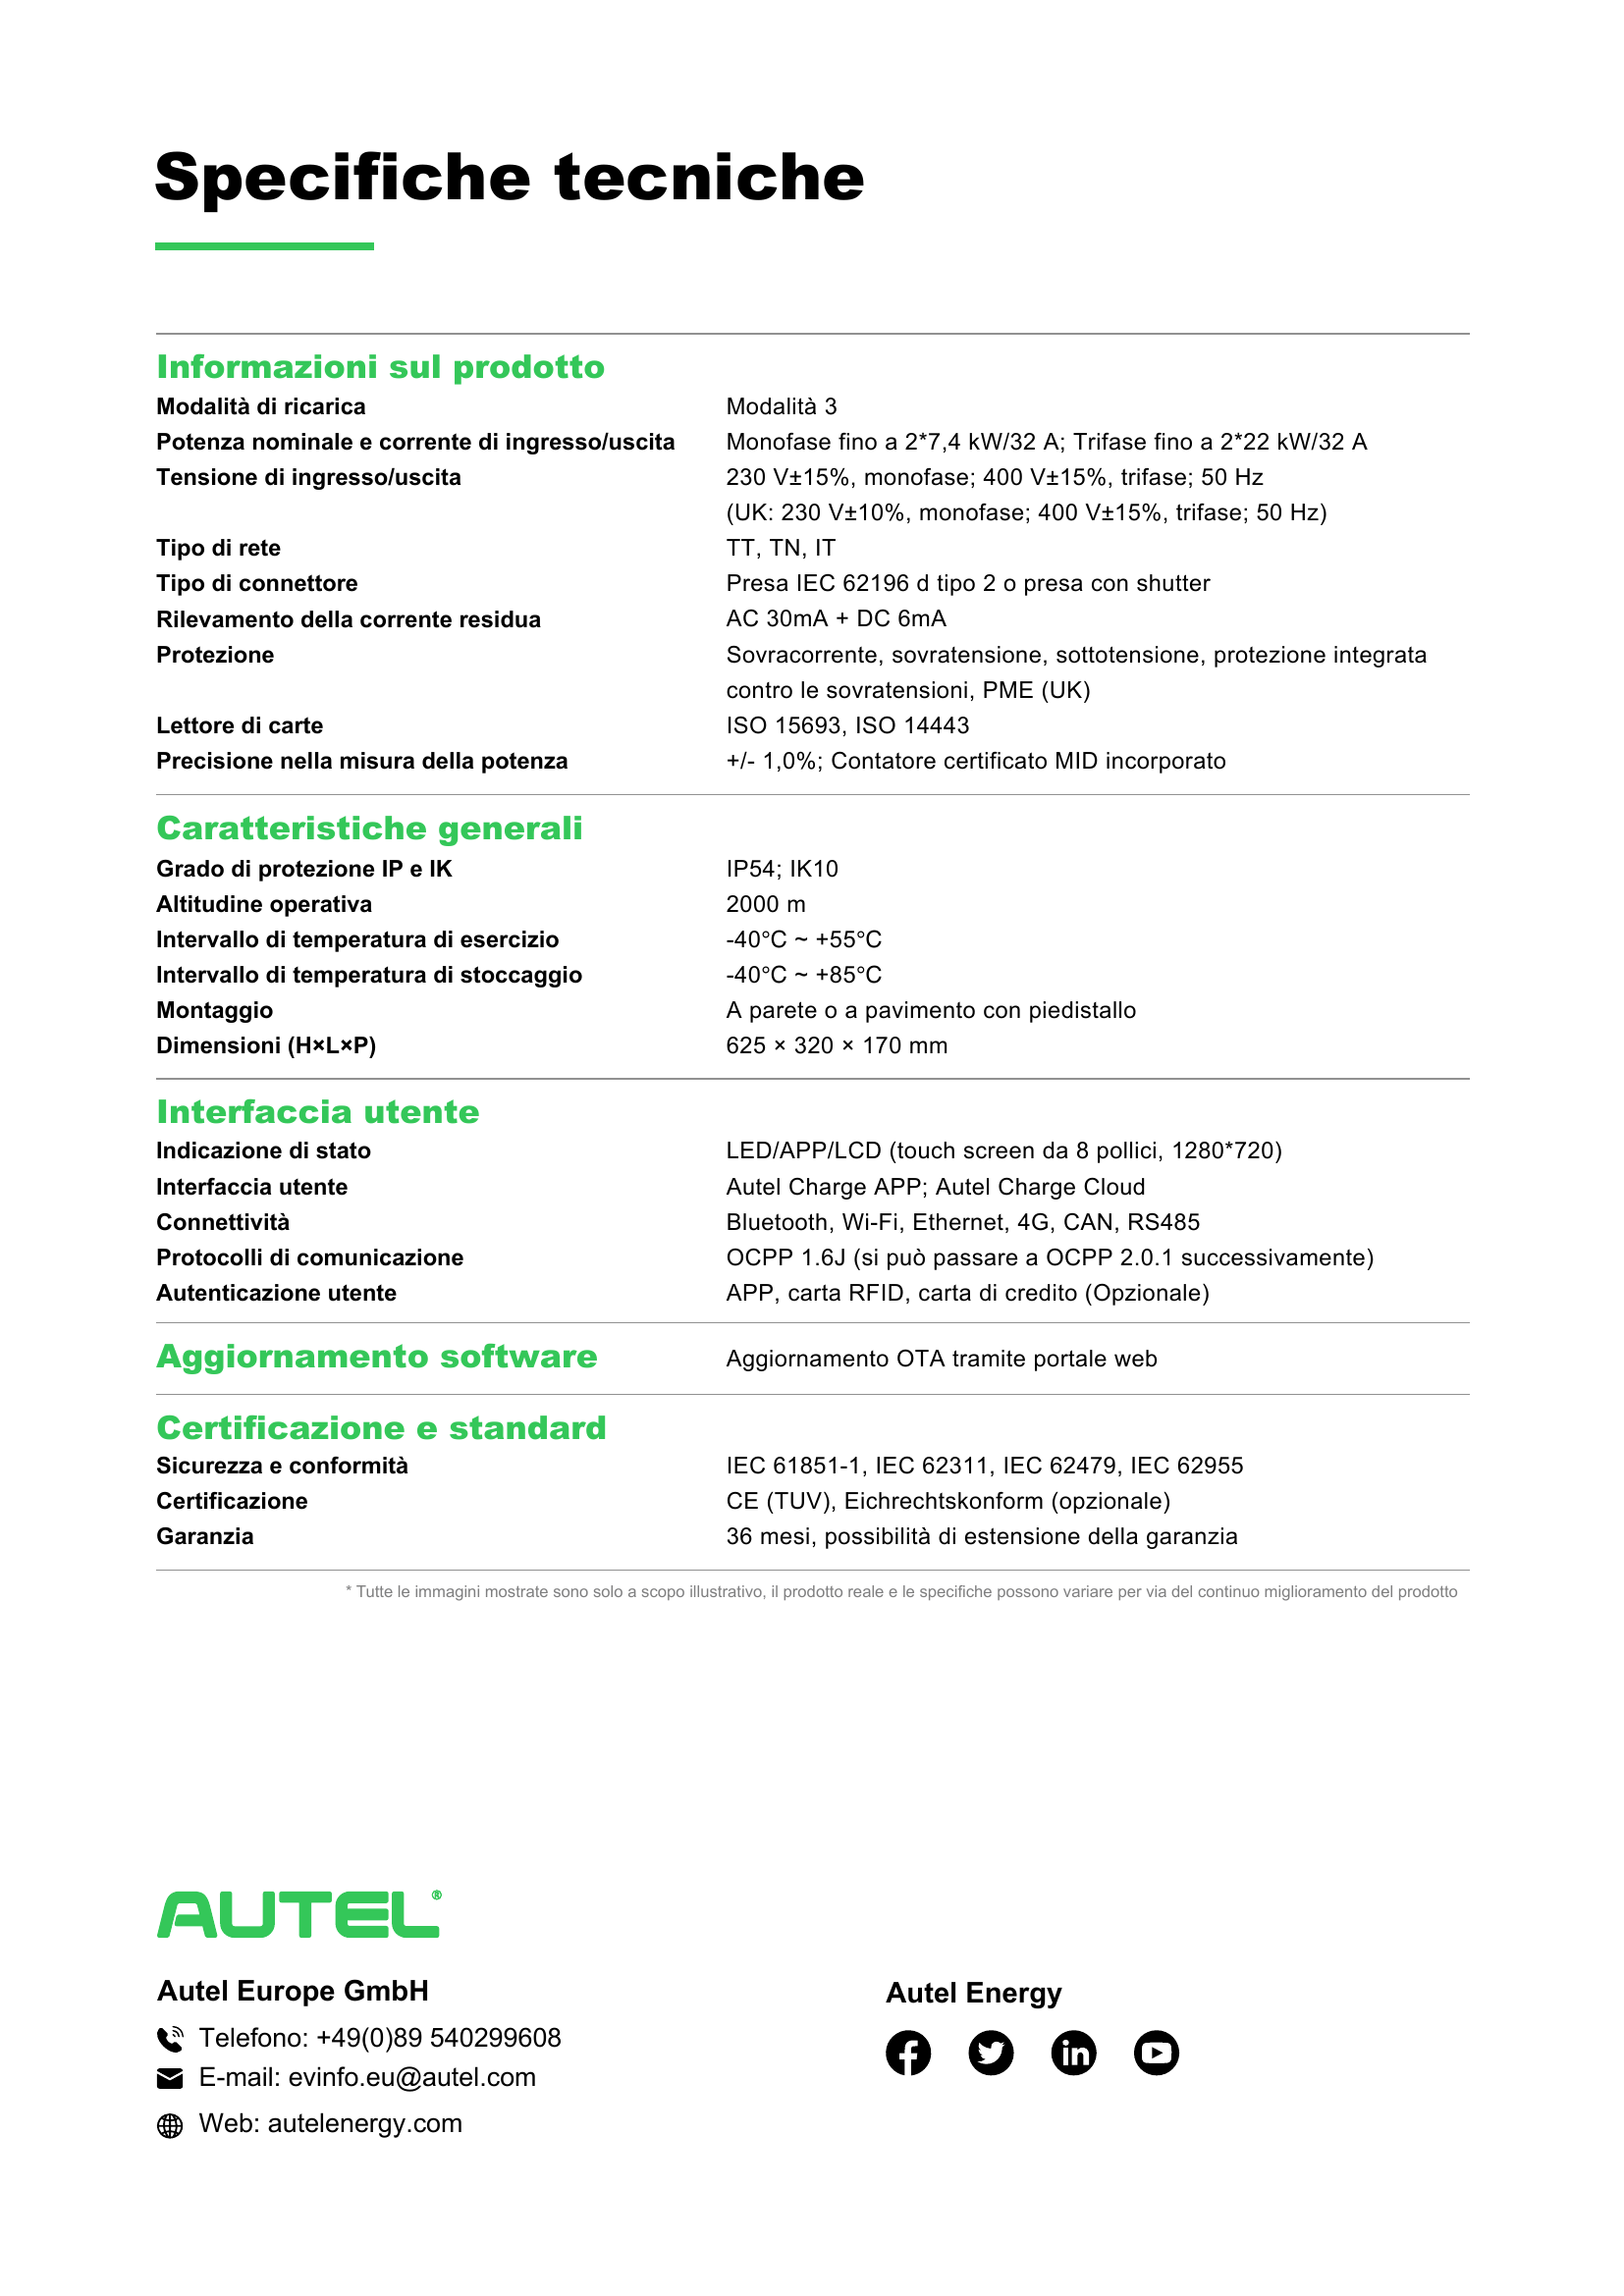 Specifiche tecniche
Informazioni sul prodotto
Modalità di ricarica Modalità 3
Potenza nominale e corrente di ingresso/uscita Monofase fino a 2*7,4 kW/32 A; Trifase fino a 2*22 kW/32 A
Tensione di ingresso/uscita 230 V±15%, monofase; 400 V±15%, trifase; 50 Hz
(UK: 230 V±10%, monofase; 400 V±15%, trifase; 50 Hz)
Tipo di rete TT, TN, IT
Tipo di connettore Presa IEC 62196 d tipo 2 o presa con shutter
Rilevamento della corrente residua AC 30mA + DC 6mA
Protezione Sovracorrente, sovratensione, sottotensione, protezione integrata
contro le sovratensioni, PME (UK)
Lettore di carte ISO 15693, ISO 14443
Precisione nella misura della potenza +/- 1,0%; Contatore certificato MID incorporato
Caratteristiche generali
Grado di protezione IP e IK IP54; IK10
Altitudine operativa 2000 m
Intervallo di temperatura di esercizio -40°C ~ +55°C
Intervallo di temperatura di stoccaggio -40°C ~ +85°C
Montaggio A parete o a pavimento con piedistallo
Dimensioni (H×L×P) 625 × 320 × 170 mm
Interfaccia utente
Indicazione di stato LED/APP/LCD (touch screen da 8 pollici, 1280*720)
Interfaccia utente Autel Charge APP; Autel Charge Cloud
Connettività Bluetooth, Wi-Fi, Ethernet, 4G, CAN, RS485
Protocolli di comunicazione OCPP 1.6J (si può passare a OCPP 2.0.1 successivamente)
Autenticazione utente APP, carta RFID, carta di credito (Opzionale)
Aggiornamento software Aggiornamento OTA tramite portale web
Certificazione e standard
Sicurezza e conformità IEC 61851-1, IEC 62311, IEC 62479, IEC 62955
Certificazione CE (TUV), Eichrechtskonform (opzionale)
Garanzia 36 mesi, possibilità di estensione della garanzia
* Tutte le immagini mostrate sono solo a scopo illustrativo, il prodotto reale e le specifiche possono variare per via del continuo miglioramento del prodotto
AUTEL®
Autel Europe GmbH
Telefono: +49(0)89 540299608
E-mail: evinfo.eu@autel.com
Web: autelenergy.com
Autel Energy